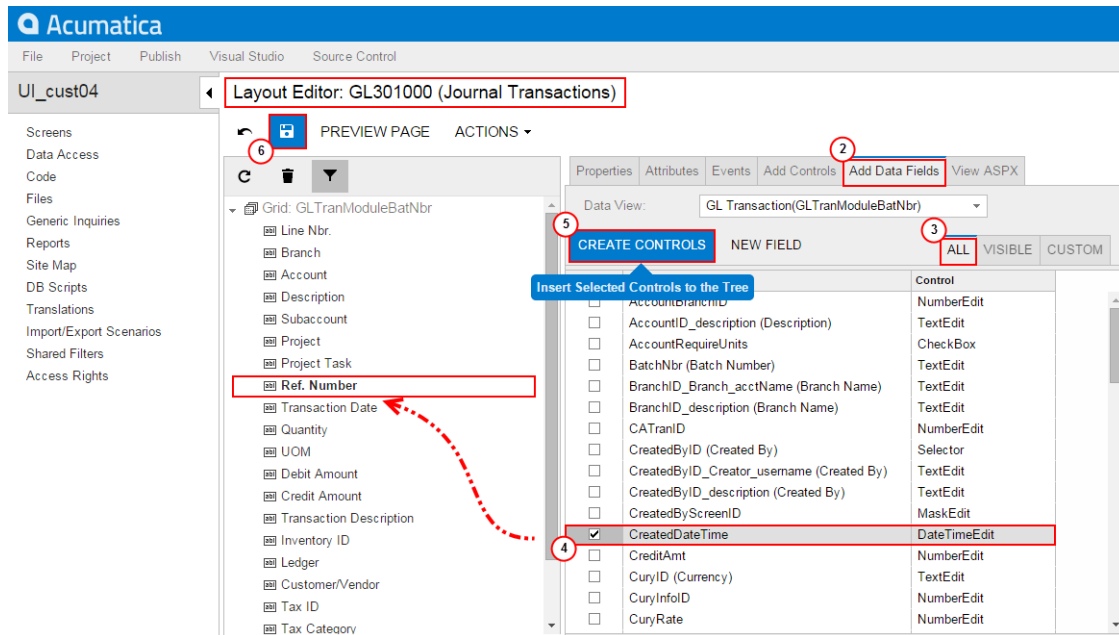 Acumatica
File Project Publish Visual Studio Source Control
UI_cust04
Layout Editor: GL301000 (Journal Transactions)
Screens
Data Access
Code
Files
Generic Inquiries
Reports
Site Map
DB Scripts
Translations
Import/Export Scenarios
Shared Filters
Access Rights
PREVIEW PAGE ACTIONS
6
Grid: GLTranModuleBatNbr
Line Nbr.
Branch
Account
Description
Subaccount
Project
Project Task
Ref. Number
Transaction Date
Quantity
UOM
Debit Amount
Credit Amount
Transaction Description
Inventory ID
Ledger
Customer/Vendor
Tax ID
Tax Category
2
Properties Attributes Events Add Controls Add Data Fields View ASPX
Data View: GL Transaction(GLTranModuleBatNbr)
5
3
CREATE CONTROLS NEW FIELD ALL VISIBLE CUSTOM
Insert Selected Controls to the Tree
Control
AccountBranchID NumberEdit
AccountID_description (Description) TextEdit
AccountRequireUnits CheckBox
BatchNbr (Batch Number) TextEdit
BranchID_Branch_acctName (Branch Name) TextEdit
BranchID_description (Branch Name) TextEdit
CATranID NumberEdit
CreatedByID (Created By) Selector
CreatedByID_Creator_username (Created By) TextEdit
CreatedByID_description (Created By) TextEdit
CreatedByScreenID MaskEdit
4
CreatedDateTime DateTimeEdit
CreditAmt NumberEdit
CuryID (Currency) TextEdit
CuryInfoID NumberEdit
CuryRate NumberEdit